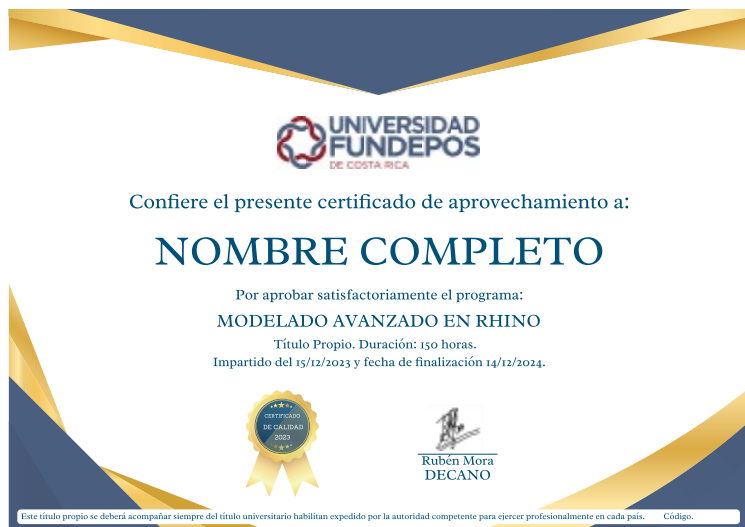 UNIVERSIDAD
FUNDEPOS
DE COSTA RICA
Confiere el presente certificado de aprovechamiento a:
NOMBRE COMPLETO
Por aprobar satisfactoriamente el programa:
MODELADO AVANZADO EN RHINO
Título Propio. Duración: 150 horas.
Impartido del 15/12/2023 y fecha de finalización 14/12/2024.
CERTIFICADO
DE CALIDAD
2023
Rubén Mora
DECANO
Este título propio se deberá acompañar siempre del título universitario habilitan expedido por la autoridad competente para ejercer profesionalmente en cada país. Código.